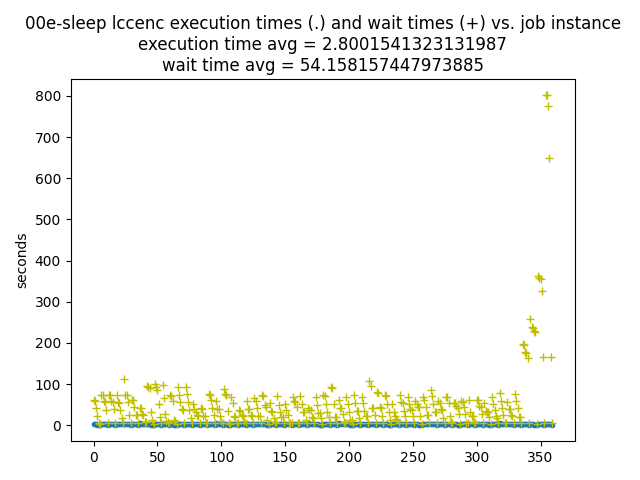 00e-sleep lccenc execution times (.) and wait times (+) vs. job instance
execution time avg = 2.8001541323131987
wait time avg = 54.158157447973885
800
700
600
500
400
300
200
100
0
seconds
0 50 100 150 200 250 300 350